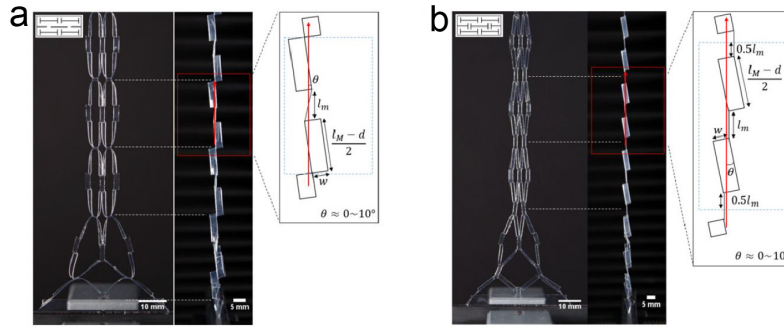 a
θ
l_m
l_M − d
2
w
θ ≈ 0~10°
10 mm
5 mm
b
0.5l_m
l_M − d
2
w
l_m
θ
0.5l_m
θ ≈ 0~10
10 mm
5 mm